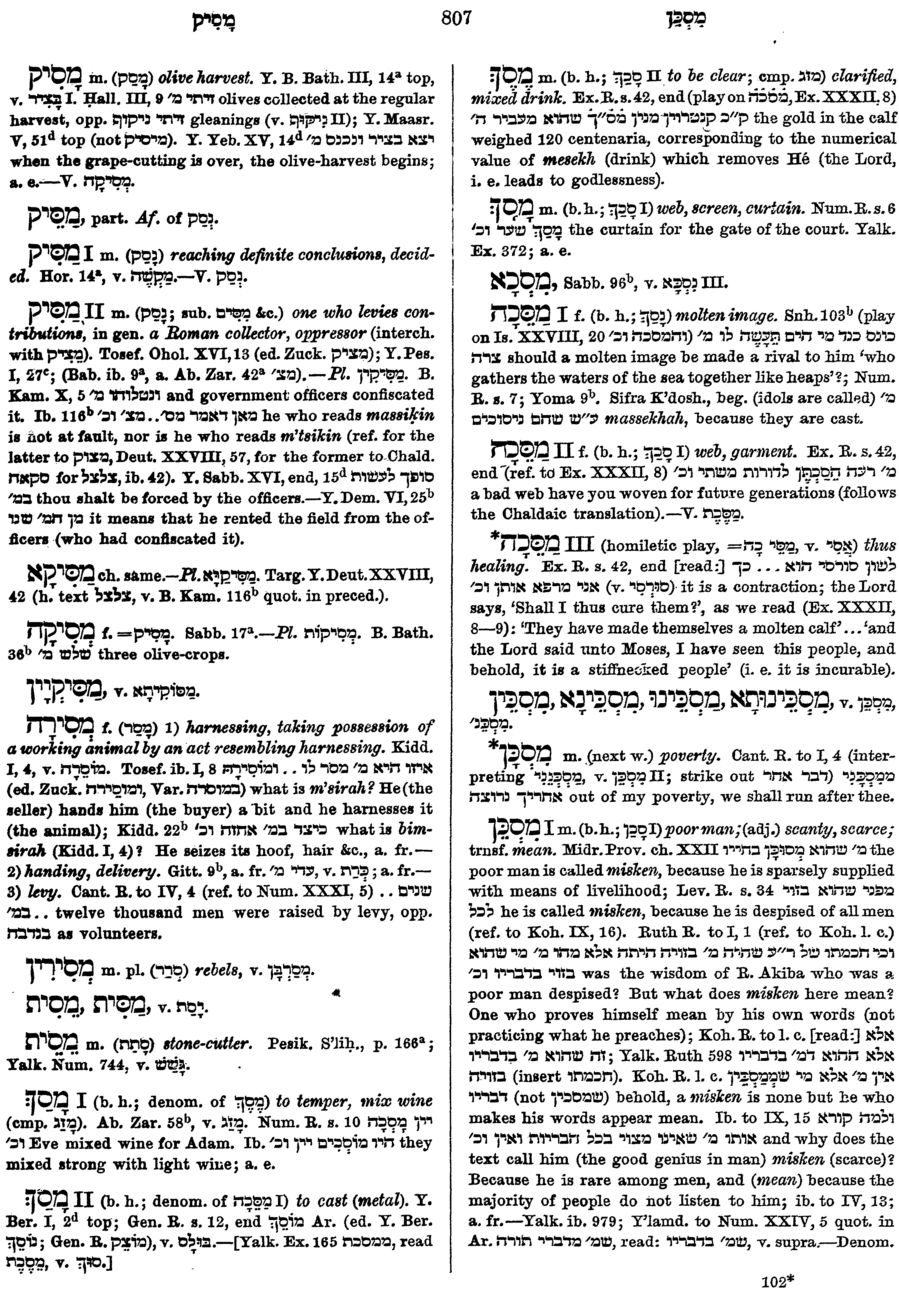 מָסִיק
807
מִסְכֵּן
מָסִיק m. (מָסַק) olive harvest. Y. B. Bath. III, 14ᵃ top,
v. בָּצִיר I. Ḥall. III, 9 זיתי מ׳ olives collected at the regular
harvest, opp. זיתי ניקוף gleanings (v. נִיקּוּף II); Y. Maasr.
V, 51ᵈ top (not מיסיק). Y. Yeb. XV, 14ᵈ יצא בציר ונכנס מ׳
when the grape-cutting is over, the olive-harvest begins;
a. e.—V. מְסִיקָה.
מַסִּיק, part. Af. of נְסַק.
מַסִּיק I m. (נָסַק) reaching definite conclusions, decid-
ed. Hor. 14ᵃ, v. מַקְשֶׁה.—V. נְסַק.
מַסִּיק II m. (נָסַק; sub. מִסִּים &c.) one who levies con-
tributions, in gen. a Roman collector, oppressor (interch.
with מַצִּיק). Tosef. Ohol. XVI, 13 (ed. Zuck. מציק); Y. Pes.
I, 27ᶜ; (Bab. ib. 9ᵃ, a. Ab. Zar. 42ᵃ מצ׳).—Pl. מַסִּיקִין. B.
Kam. X, 5 ונטלוה מ׳ and government officers confiscated
it. Ib. 116ᵇ מאן דאמר מס׳.. מצ׳ וכ׳ he who reads massiḳin
is not at fault, nor is he who reads m'tsikin (ref. for the
latter to מצוק, Deut. XXVIII, 57, for the former to Chald.
סקאה for צלצל, ib. 42). Y. Sabb. XVI, end, 15ᵈ סופך לעשות
במ׳ thou shalt be forced by the officers.—Y. Dem. VI, 25ᵇ
מן המ׳ שנו it means that he rented the field from the of-
ficers (who had confiscated it).
מַסִּיקָא ch. same.—Pl. מַסִּיקַיָּא. Targ. Y. Deut. XXVIII,
42 (h. text צלצל, v. B. Kam. 116ᵇ quot. in preced.).
מְסִיקָה f. =מָסִיק. Sabb. 17ᵃ.—Pl. מְסִיקוֹת. B. Bath.
36ᵇ שלש מ׳ three olive-crops.
מַסִּיקְיָין, v. מַסּוֹקִיתָא.
מְסִירָה f. (מָסַר) 1) harnessing, taking possession of
a working animal by an act resembling harnessing. Kidd.
I, 4, v. מוֹסֵרָה. Tosef. ib. I, 8 איזו היא מ׳ מסר לו .. ומוסירה
(ed. Zuck. ומוסירה, Var. במוסרה) what is m'sirah? He (the
seller) hands him (the buyer) a bit and he harnesses it
(the animal); Kidd. 22ᵇ כיצד במ׳ אחזה וכ׳ what is bim-
sirah (Kidd. I, 4)? He seizes its hoof, hair &c., a. fr.—
2) handing, delivery. Gitt. 9ᵇ, a. fr. עדי מ׳, v. כָּרַת; a. fr.—
3) levy. Cant. R. to IV, 4 (ref. to Num. XXXI, 5) שנים ..
במ׳ .. twelve thousand men were raised by levy, opp.
בנדבה as volunteers.
מְסִירִין m. pl. (סְרַר) rebels, v. מְסַרְבָּן.
מַסִּית, מֵסִית, v. יָסַת.
מַסִּית m. (סָתַת) stone-cutter. Pesik. S'liḥ., p. 166ᵃ;
Yalk. Num. 744, v. גַּשָּׁשׁ.
מָסַךְ I (b. h.; denom. of מֶסֶךְ) to temper, mix wine
(cmp. מָזַג). Ab. Zar. 58ᵇ, v. מָזַג. Num. R. s. 10 יין מָסְכָה
וכ׳ Eve mixed wine for Adam. Ib. היו מוֹסְכִים יין וכ׳ they
mixed strong with light wine; a. e.
מָסַךְ II (b. h.; denom. of מַסֵּכָה I) to cast (metal). Y.
Ber. I, 2ᵈ top; Gen. R. s. 12, end מוֹסֵךְ Ar. (ed. Y. Ber.
נוֹסֵךְ; Gen. R. מוֹצֵק), v. בּוּלָס.—[Yalk. Ex. 165 ממסכת, read
מַסֶּכֶת, v. סוּךְ.]
מֶסֶךְ m. (b. h.; סָכַךְ II to be clear; cmp. מזג) clarified,
mixed drink. Ex. R. s. 42, end (play on מסכה, Ex. XXXII, 8)
ק״כ קנטרוין מנין מס״ך שהוא מעביר ה׳ the gold in the calf
weighed 120 centenaria, corresponding to the numerical
value of mesekh (drink) which removes Hé (the Lord,
i. e. leads to godlessness).
מָסָךְ m. (b. h.; סָכַךְ I) web, screen, curtain. Num. R. s. 6
מָסַךְ שער וכ׳ the curtain for the gate of the court. Yalk.
Ex. 372; a. e.
מִסְכָּא, Sabb. 96ᵇ, v. נִסְכָּא III.
מַסֵּכָה I f. (b. h.; נָסַךְ) molten image. Snh. 103ᵇ (play
on Is. XXVIII, 20 והמסכה וכ׳) מ׳ תֵּעָשֶׂה לו מי הים כנד כונס
צרה should a molten image be made a rival to him 'who
gathers the waters of the sea together like heaps'?; Num.
R. s. 7; Yoma 9ᵇ. Sifra K'dosh., beg. (idols are called) מ׳
ע״ש שהם ניסוכים massekhah, because they are cast.
מַסֵּכָה II f. (b. h.; סָכַךְ I) web, garment. Ex. R. s. 42,
end (ref. to Ex. XXXII, 8) מ׳ רעה הסכתן לדורות משתי וכ׳
a bad web have you woven for future generations (follows
the Chaldaic translation).—V. מַסֶּכֶת.
*מַסֵּכָה III (homiletic play, =מַסֵּי כָה, v. אֲסֵי) thus
healing. Ex. R. s. 42, end [read:] לשון סורסי הוא ... כך
אני מרפא אותן וכ׳ (v. סוּרְסִי) it is a contraction; the Lord
says, 'Shall I thus cure them?', as we read (Ex. XXXII,
8—9): 'They have made themselves a molten calf' ... 'and
the Lord said unto Moses, I have seen this people, and
behold, it is a stiffnecked people' (i. e. it is incurable).
מִסְכֵּין, מִסְכֵּינָא, מִסְכֵּינוּ, מִסְכֵּינוּתָא, v. מִסְכֵּן,
מִסְכֵּנ׳.
*מִסְכָּן m. (next w.) poverty. Cant. R. to I, 4 (inter-
preting מִסְכְּנֵנִי, v. מִסְכֵּן II; strike out דבר אחר) ממסכני
אחריך נרוצה out of my poverty, we shall run after thee.
מִסְכֵּן I m. (b. h.; סָכַן I) poor man; (adj.) scanty, scarce;
trnsf. mean. Midr. Prov. ch. XXII מ׳ שהוא מסוכן בחייו the
poor man is called misken, because he is sparsely supplied
with means of livelihood; Lev. R. s. 34 מפני שהוא בזוי
לכל he is called misken, because he is despised of all men
(ref. to Koh. IX, 16). Ruth R. to I, 1 (ref. to Koh. l. c.)
וכי חכמתו של ר״ע שהיה מ׳ בזויה היתה אלא מהו מ׳ מי שהוא
בזוי בדבריו וכ׳ was the wisdom of R. Akiba who was a
poor man despised? But what does misken here mean?
One who proves himself mean by his own words (not
practicing what he preaches); Koh. R. to l. c. [read:] אלא
זה שהוא מ׳ בדבריו; Yalk. Ruth 598 אלא ההוא דמ׳ בדבריו
בזויה (insert חכמתו). Koh. R. l. c. אין מ׳ אלא מי שמְמַסְכֵּן
דבריו (not שמסכין) behold, a misken is none but he who
makes his words appear mean. Ib. to IX, 15 ולמה קורא
אותו מ׳ שאינו מצוי בכל הבריות ואין וכ׳ and why does the
text call him (the good genius in man) misken (scarce)?
Because he is rare among men, and (mean) because the
majority of people do not listen to him; ib. to IV, 13;
a. fr.—Yalk. ib. 979; Y'lamd. to Num. XXIV, 5 quot. in
Ar. שמ׳ מדברי תורה, read: שמ׳ בדבריו, v. supra.—Denom.
102*